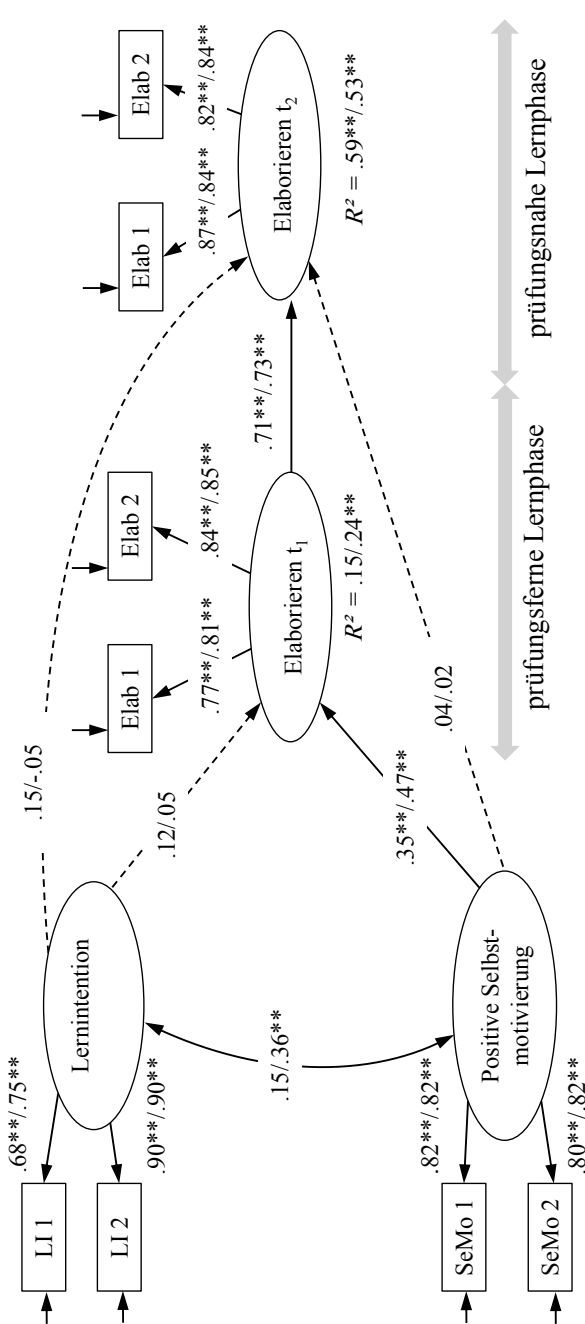 LI 1
LI 2
.68**/.75**
.90**/.90**
Lernintention
.15/-.05
.12/.05
.15/.36**
SeMo 1
SeMo 2
.82**/.82**
.80**/.82**
Positive Selbst-
motivierung
.35**/.47**
.04/.02
Elab 1
Elab 2
.77**/.81**
.84**/.85**
Elaborieren t1
R² = .15/.24**
.71**/.73**
Elab 1
Elab 2
.87**/.84**
.82**/.84**
Elaborieren t2
R² = .59**/.53**
prüfungsferne Lernphase
prüfungsnahe Lernphase